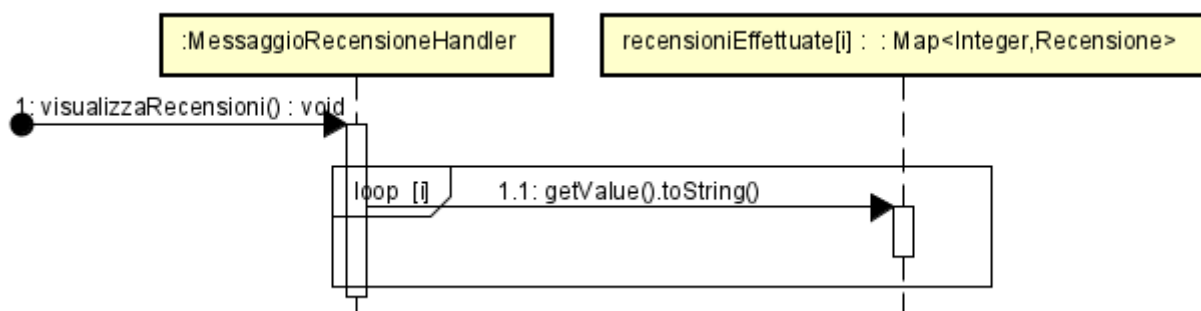 :MessaggioRecensioneHandler
recensioniEffettuate[i] : : Map<Integer,Recensione>
1: visualizzaRecensioni() : void
loop [i]
1.1: getValue().toString()